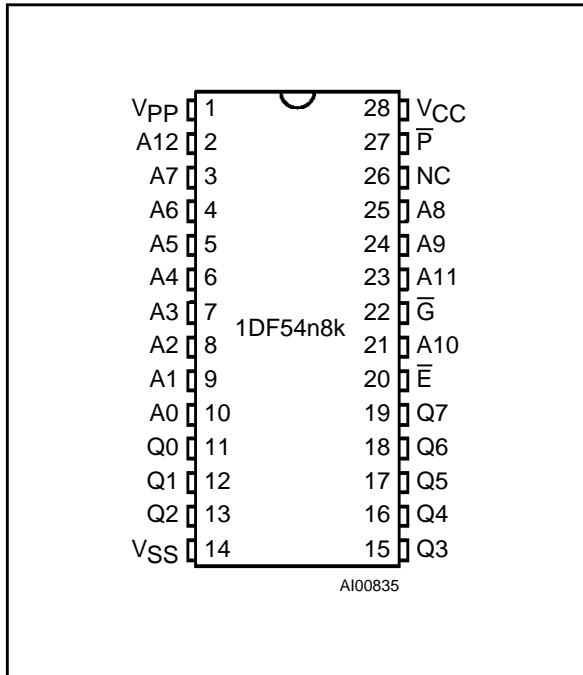 VPP 1 28 VCC
A12 2 27 P̅
A7 3 26 NC
A6 4 25 A8
A5 5 24 A9
A4 6 23 A11
A3 7 22 G̅
1DF54n8k
A2 8 21 A10
A1 9 20 E̅
A0 10 19 Q7
Q0 11 18 Q6
Q1 12 17 Q5
Q2 13 16 Q4
VSS 14 15 Q3
AI00835